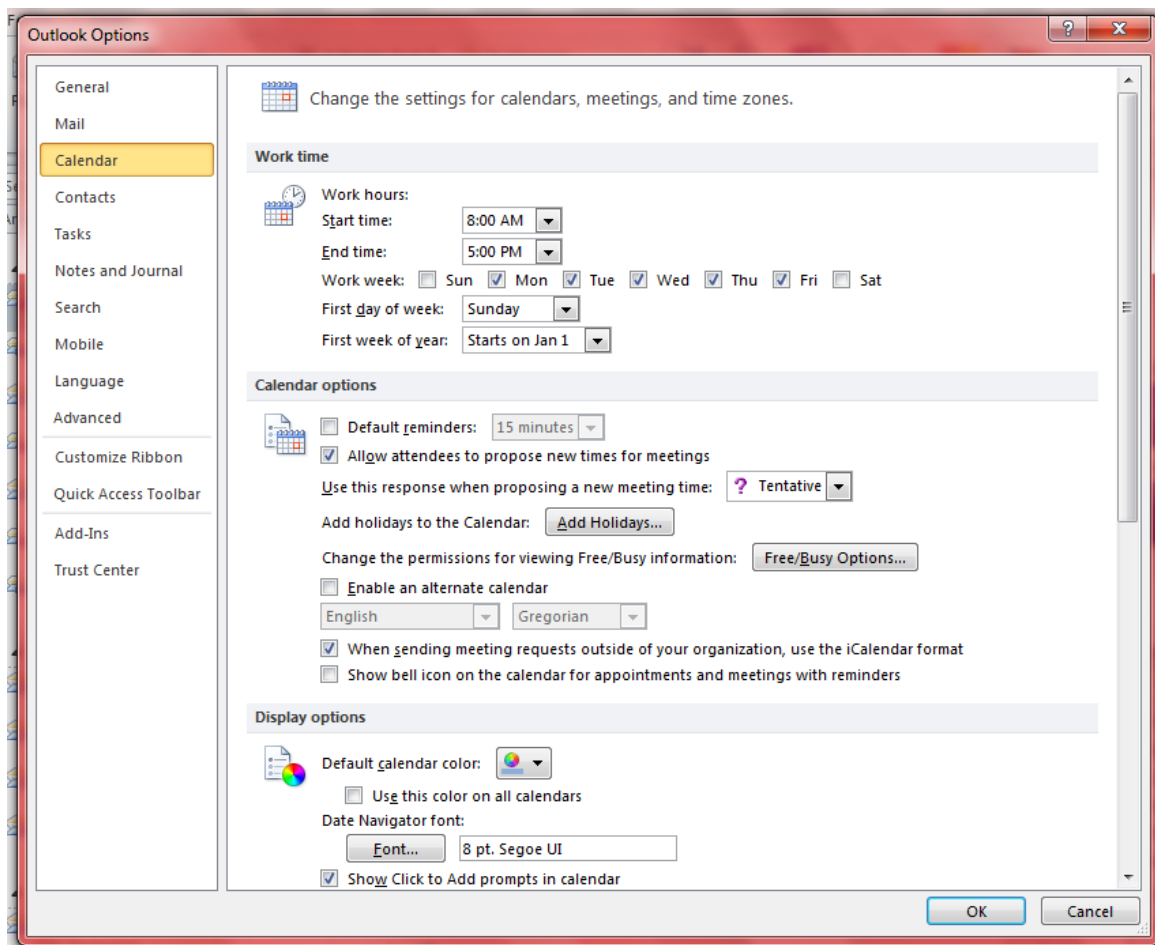 Outlook Options
General
Mail
Calendar
Contacts
Tasks
Notes and Journal
Search
Mobile
Language
Advanced
Customize Ribbon
Quick Access Toolbar
Add-Ins
Trust Center
Change the settings for calendars, meetings, and time zones.
Work time
Work hours:
Start time: 8:00 AM
End time: 5:00 PM
Work week: Sun Mon Tue Wed Thu Fri Sat
First day of week: Sunday
First week of year: Starts on Jan 1
Calendar options
Default reminders: 15 minutes
Allow attendees to propose new times for meetings
Use this response when proposing a new meeting time: ? Tentative
Add holidays to the Calendar: Add Holidays...
Change the permissions for viewing Free/Busy information: Free/Busy Options...
Enable an alternate calendar
English Gregorian
When sending meeting requests outside of your organization, use the iCalendar format
Show bell icon on the calendar for appointments and meetings with reminders
Display options
Default calendar color:
Use this color on all calendars
Date Navigator font:
Font... 8 pt. Segoe UI
Show Click to Add prompts in calendar
OK Cancel